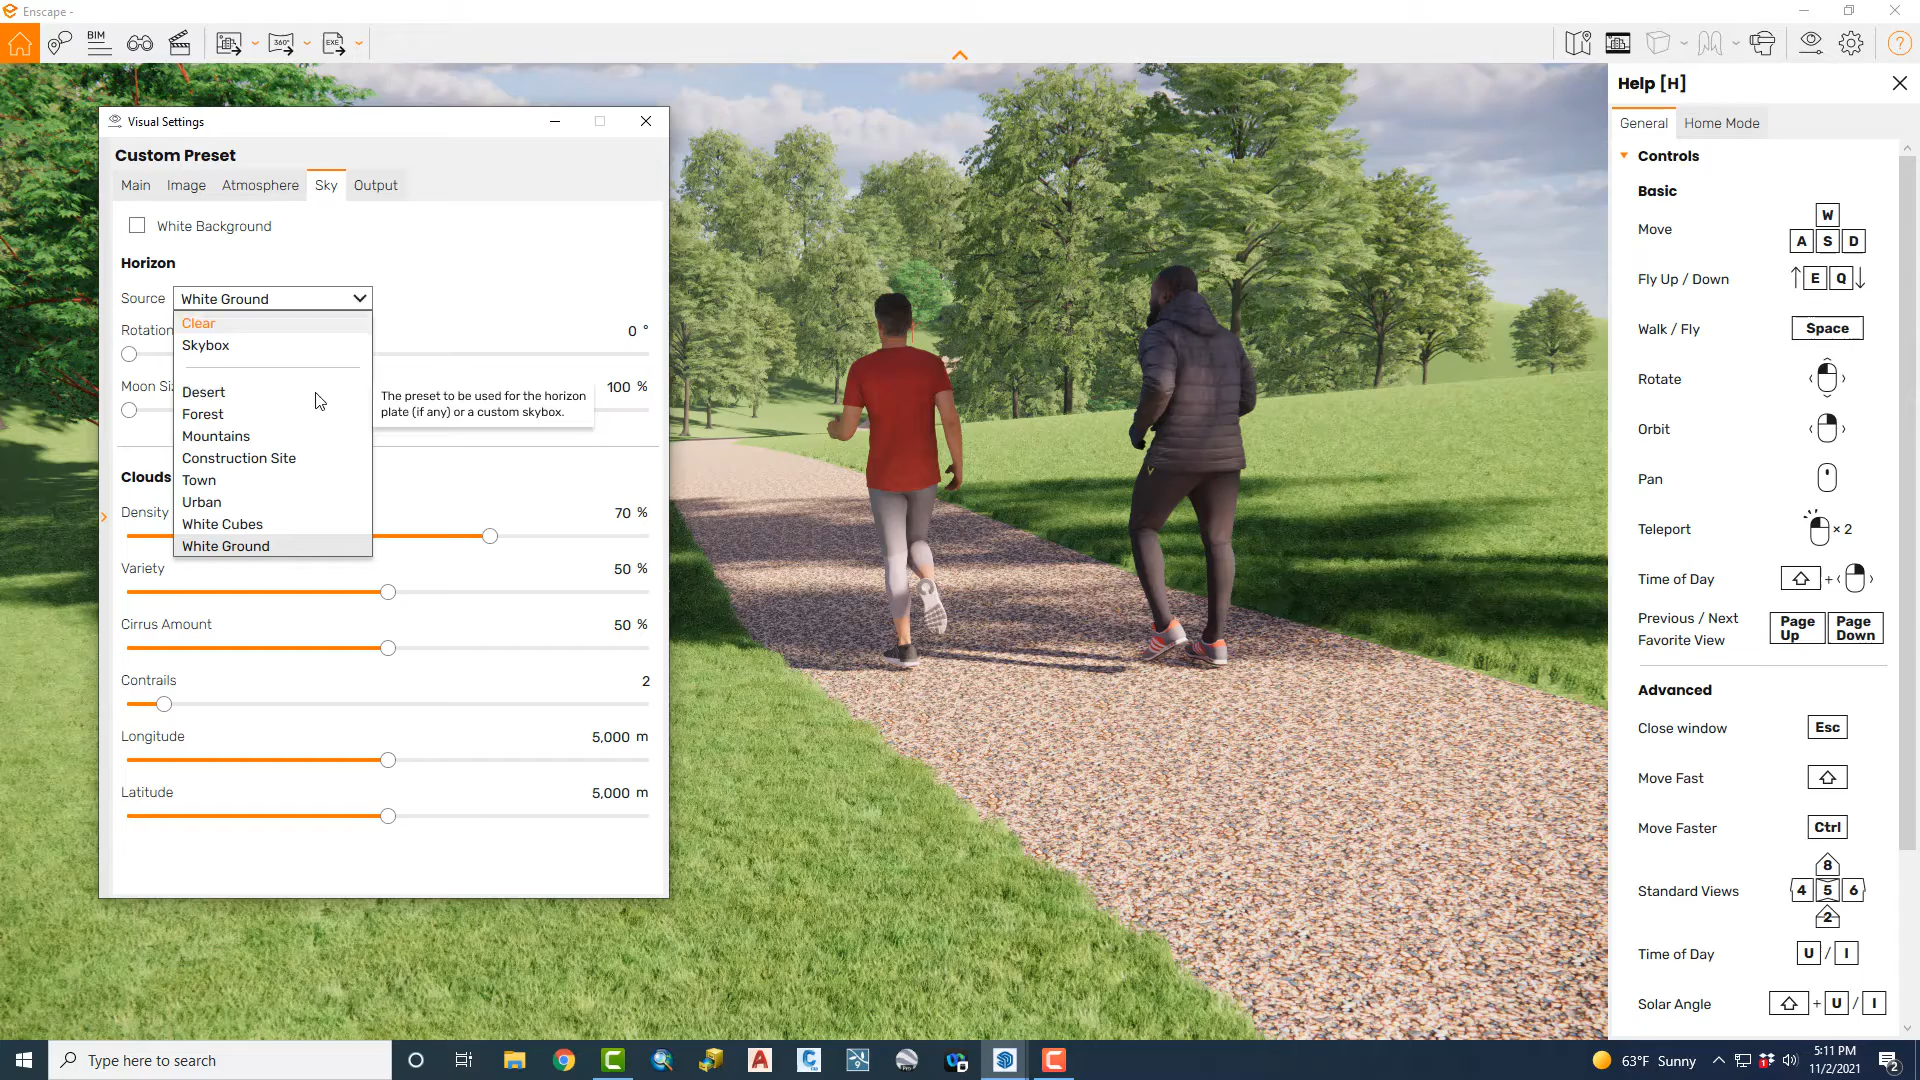 Enscape -
BIM
360°
EXE
?
Visual Settings
Custom Preset
Main Image Atmosphere Sky Output
White Background
Horizon
Source White Ground
Clear
Skybox
Desert
Forest
Mountains
Construction Site
Town
Urban
White Cubes
White Ground
Rotation 0 °
Moon 100 %
The preset to be used for the horizon
plate (if any) or a custom skybox.
Clouds
Density 70 %
Variety 50 %
Cirrus Amount 50 %
Contrails 2
Longitude 5,000 m
Latitude 5,000 m
Help [H]
General Home Mode
Controls
Basic
Move W A S D
Fly Up / Down E Q
Walk / Fly Space
Rotate
Orbit
Pan
Teleport × 2
Time of Day +
Previous / Next
Favorite View
Page Up Page Down
Advanced
Close window Esc
Move Fast
Move Faster Ctrl
Standard Views 8 4 5 6 2
Time of Day U / I
Solar Angle + U / I
Type here to search
63°F Sunny
5:11 PM
11/2/2021
2